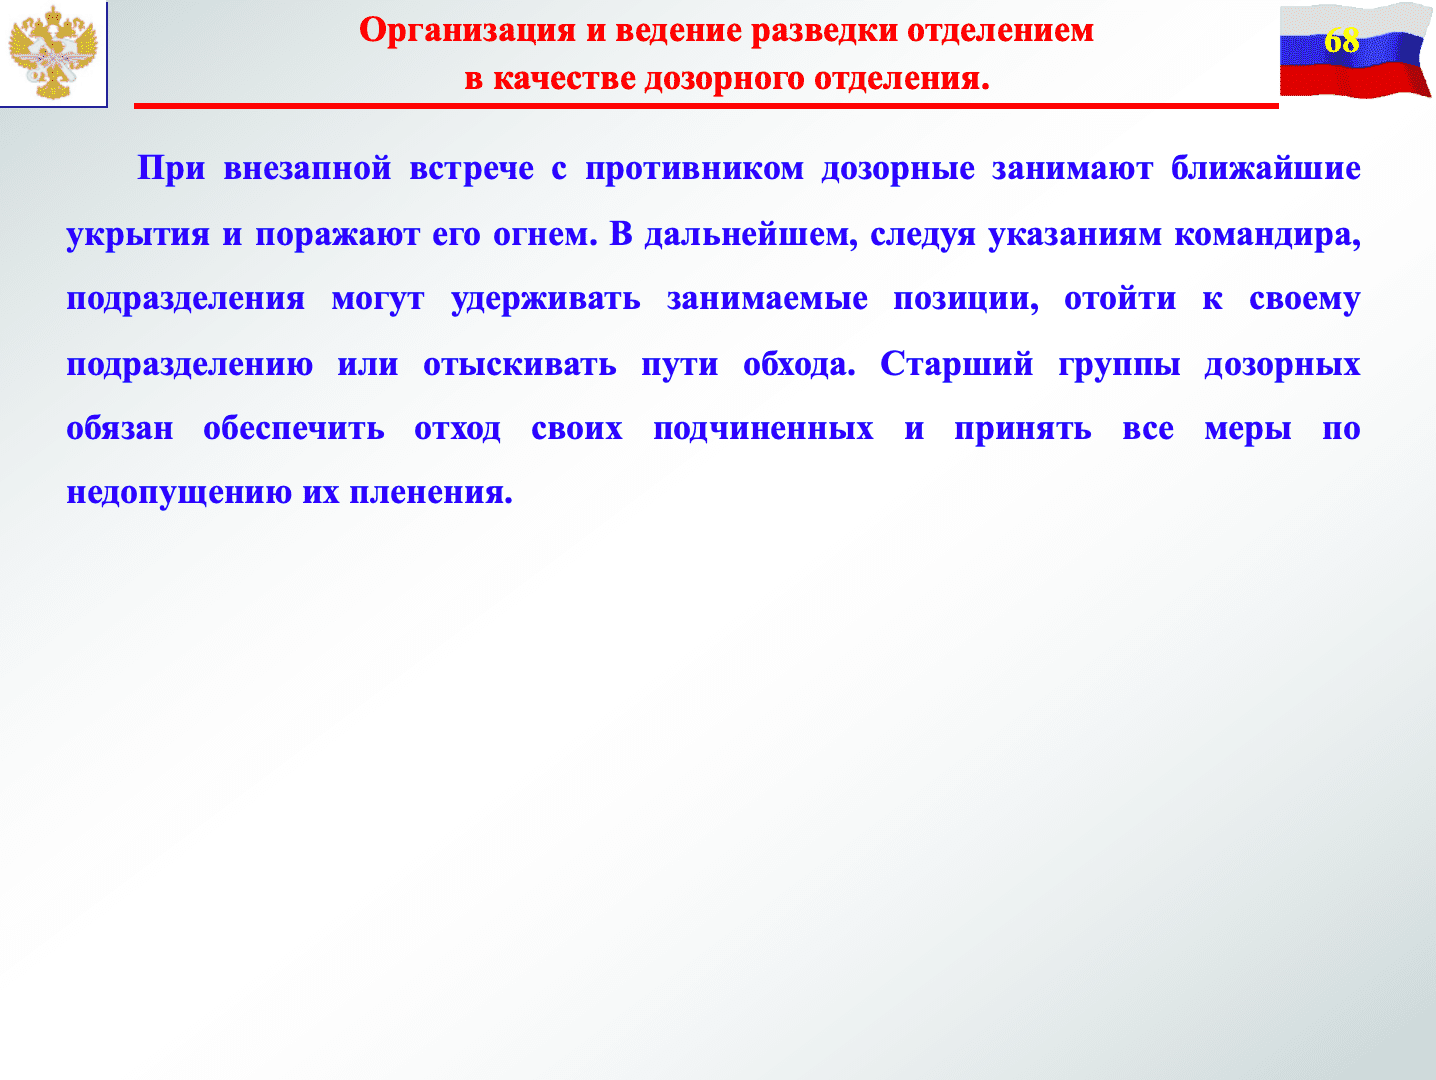 Организация и ведение разведки отделением
в качестве дозорного отделения.
68
При внезапной встрече с противником дозорные занимают ближайшие
укрытия и поражают его огнем. В дальнейшем, следуя указаниям командира,
подразделения могут удерживать занимаемые позиции, отойти к своему
подразделению или отыскивать пути обхода. Старший группы дозорных
обязан обеспечить отход своих подчиненных и принять все меры по
недопущению их пленения.